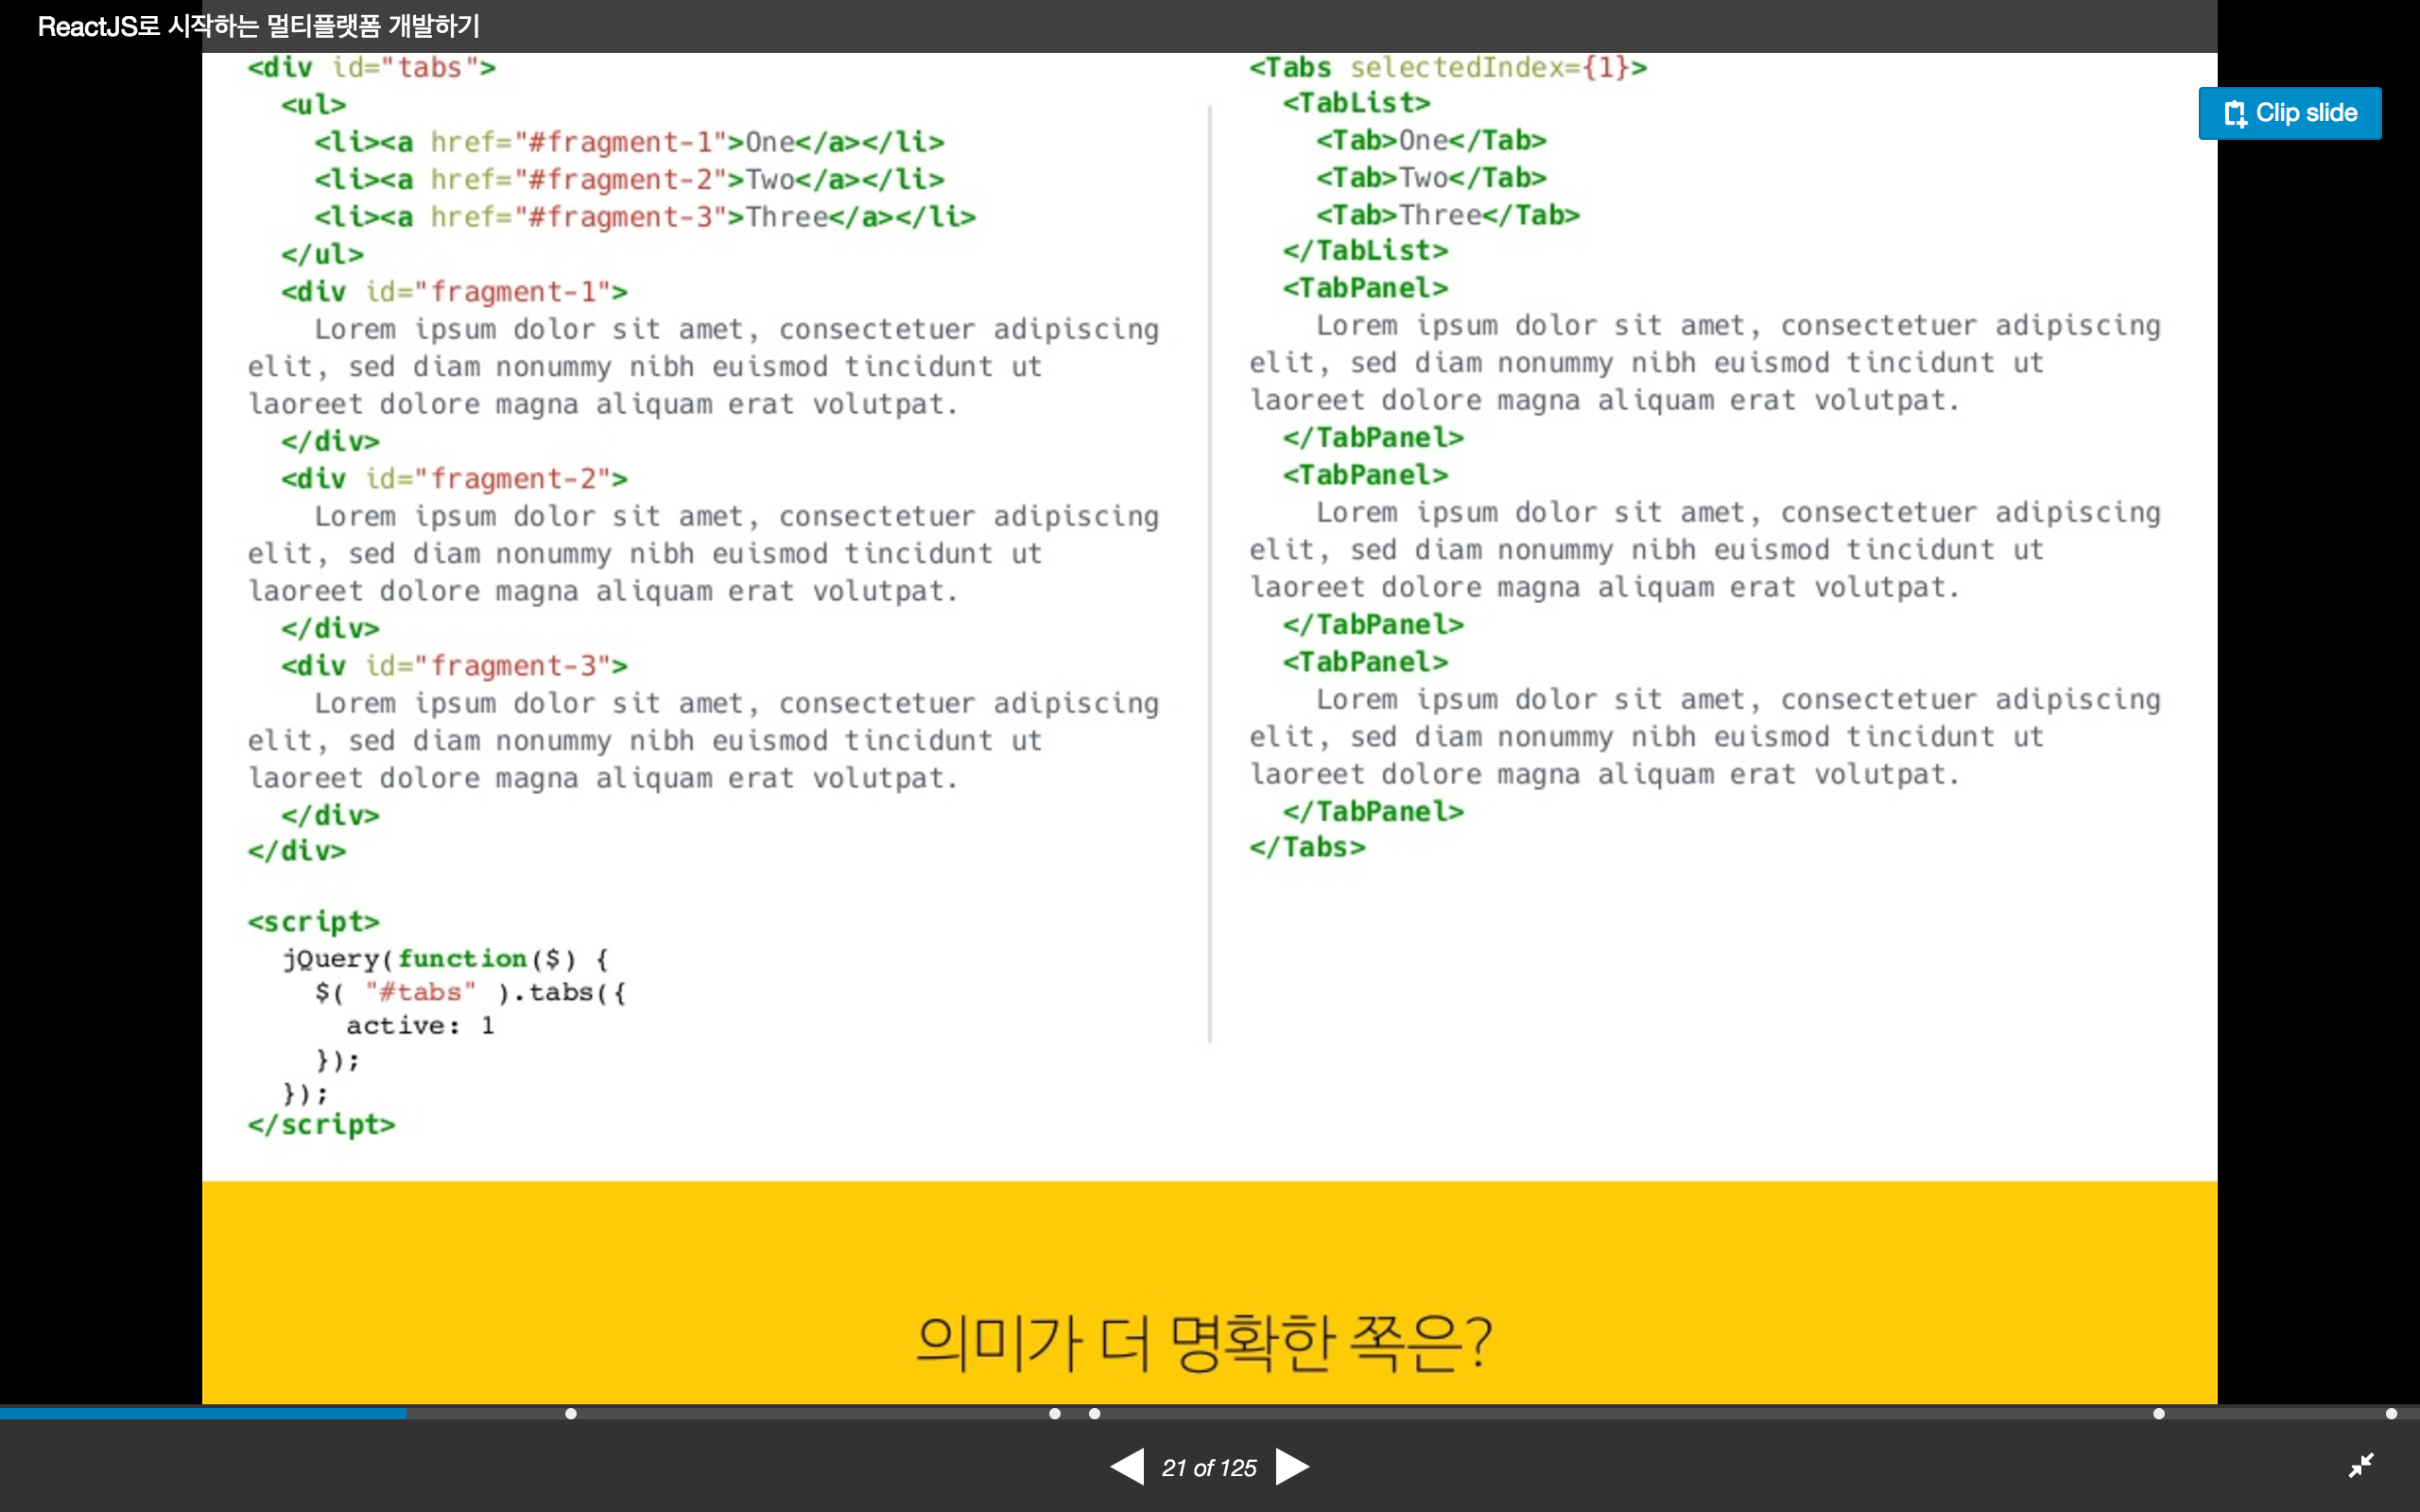 ReactJS로 시작하는 멀티플랫폼 개발하기
<div id="tabs">
<ul>
<li><a href="#fragment-1">One</a></li>
<li><a href="#fragment-2">Two</a></li>
<li><a href="#fragment-3">Three</a></li>
</ul>
<div id="fragment-1">
Lorem ipsum dolor sit amet, consectetuer adipiscing
elit, sed diam nonummy nibh euismod tincidunt ut
laoreet dolore magna aliquam erat volutpat.
</div>
<div id="fragment-2">
Lorem ipsum dolor sit amet, consectetuer adipiscing
elit, sed diam nonummy nibh euismod tincidunt ut
laoreet dolore magna aliquam erat volutpat.
</div>
<div id="fragment-3">
Lorem ipsum dolor sit amet, consectetuer adipiscing
elit, sed diam nonummy nibh euismod tincidunt ut
laoreet dolore magna aliquam erat volutpat.
</div>
</div>
<script>
jQuery(function($) {
$( "#tabs" ).tabs({
active: 1
});
});
</script>
<Tabs selectedIndex={1}>
<TabList>
<Tab>One</Tab>
<Tab>Two</Tab>
<Tab>Three</Tab>
</TabList>
<TabPanel>
Lorem ipsum dolor sit amet, consectetuer adipiscing
elit, sed diam nonummy nibh euismod tincidunt ut
laoreet dolore magna aliquam erat volutpat.
</TabPanel>
<TabPanel>
Lorem ipsum dolor sit amet, consectetuer adipiscing
elit, sed diam nonummy nibh euismod tincidunt ut
laoreet dolore magna aliquam erat volutpat.
</TabPanel>
<TabPanel>
Lorem ipsum dolor sit amet, consectetuer adipiscing
elit, sed diam nonummy nibh euismod tincidunt ut
laoreet dolore magna aliquam erat volutpat.
</TabPanel>
</Tabs>
Clip slide
의미가 더 명확한 쪽은?
21 of 125